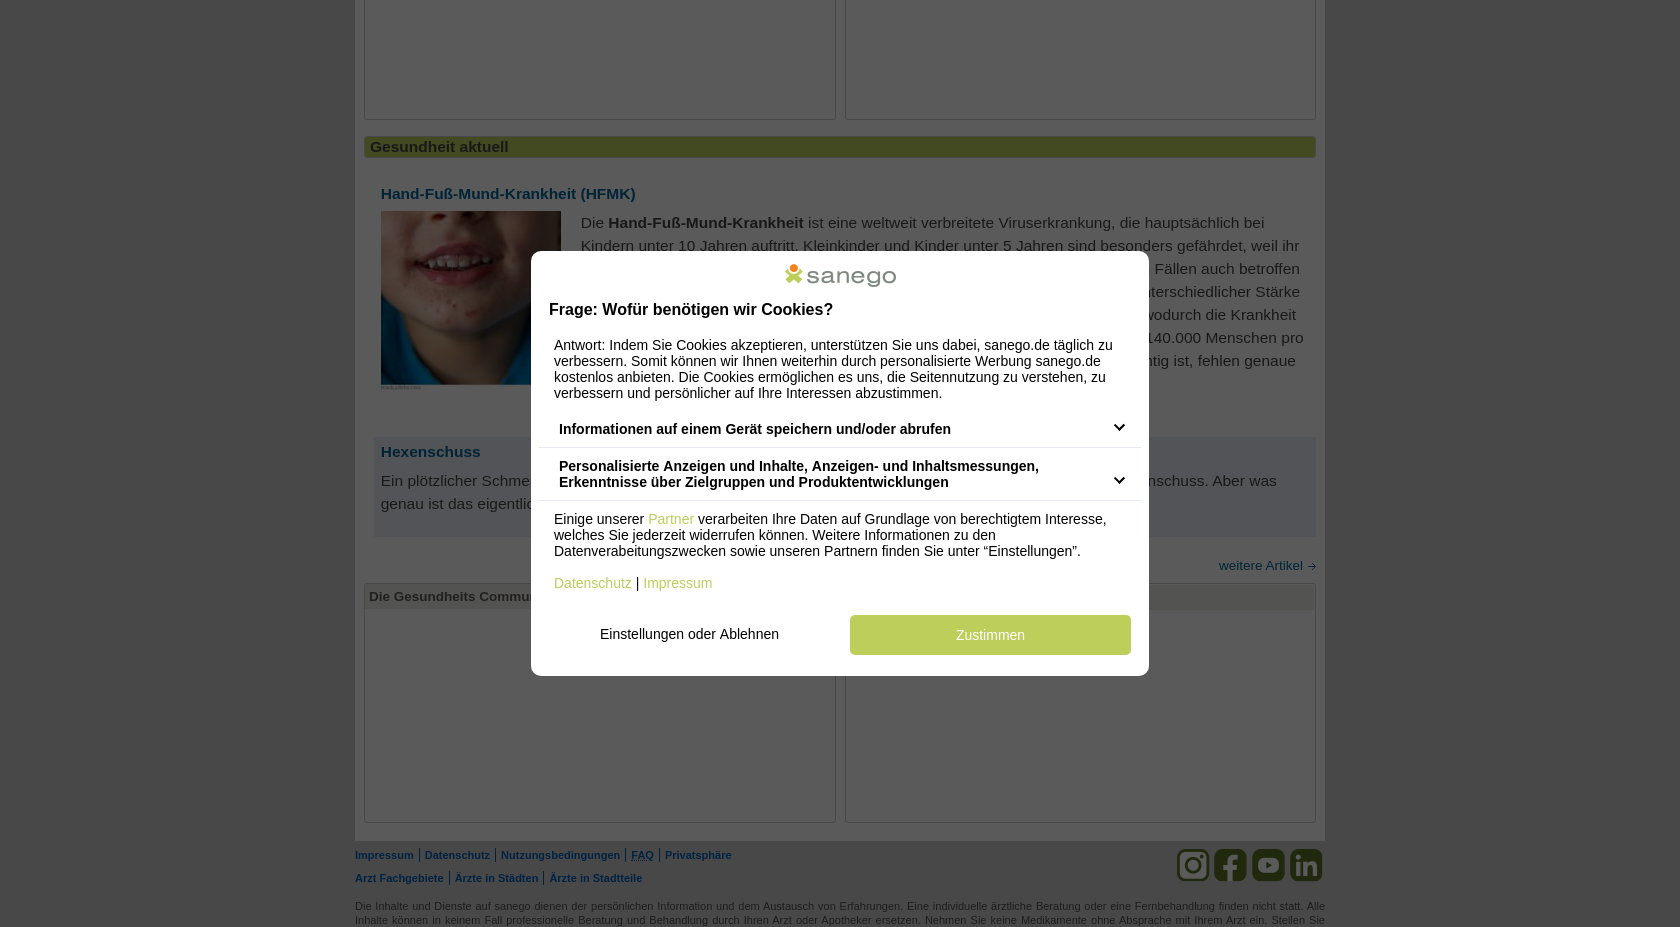 Gesundheit aktuell
Hand-Fuß-Mund-Krankheit (HFMK)
Die Hand-Fuß-Mund-Krankheit ist eine weltweit verbreitete Viruserkrankung, die hauptsächlich bei
Kindern unter 10 Jahren auftritt. Kleinkinder und Kinder unter 5 Jahren sind besonders gefährdet, weil ihr
Fällen auch betroffen
unterschiedlicher Stärke
wodurch die Krankheit
140.000 Menschen pro
ist, fehlen genaue
sanego
Frage: Wofür benötigen wir Cookies?
Antwort: Indem Sie Cookies akzeptieren, unterstützen Sie uns dabei, sanego.de täglich zu
verbessern. Somit können wir Ihnen weiterhin durch personalisierte Werbung sanego.de
kostenlos anbieten. Die Cookies ermöglichen es uns, die Seitennutzung zu verstehen, zu
verbessern und persönlicher auf Ihre Interessen abzustimmen.
Informationen auf einem Gerät speichern und/oder abrufen
Personalisierte Anzeigen und Inhalte, Anzeigen- und Inhaltsmessungen,
Erkenntnisse über Zielgruppen und Produktentwicklungen
Einige unserer Partner verarbeiten Ihre Daten auf Grundlage von berechtigtem Interesse,
welches Sie jederzeit widerrufen können. Weitere Informationen zu den
Datenverabeitungszwecken sowie unseren Partnern finden Sie unter “Einstellungen”.
Datenschutz | Impressum
Einstellungen oder Ablehnen
Zustimmen
Hexenschuss
Ein plötzlicher Schme
nschuss. Aber was
genau ist das eigentlic
weitere Artikel
Die Gesundheits Commu
Impressum Datenschutz Nutzungsbedingungen FAQ Privatsphäre
Arzt Fachgebiete Ärzte in Städten Ärzte in Stadtteile
Die Inhalte und Dienste auf sanego dienen der persönlichen Information und dem Austausch von Erfahrungen. Eine individuelle ärztliche Beratung oder eine Fernbehandlung finden nicht statt. Alle
Inhalte können in keinem Fall professionelle Beratung und Behandlung durch Ihren Arzt oder Apotheker ersetzen. Nehmen Sie keine Medikamente ohne Absprache mit Ihrem Arzt ein. Stellen Sie